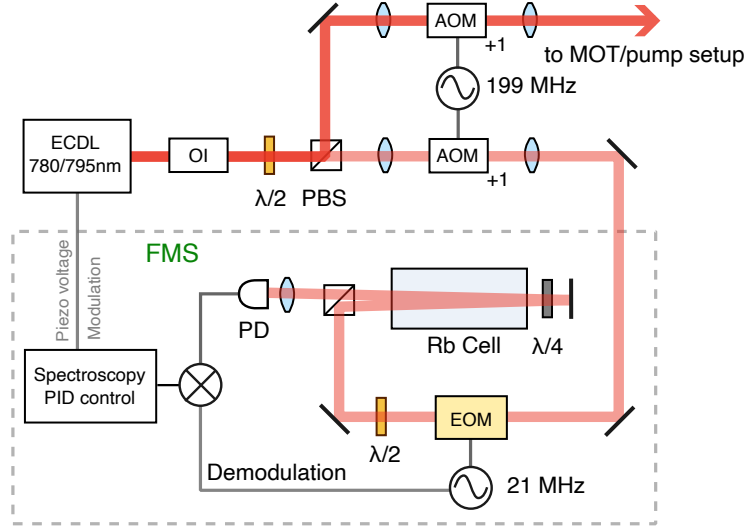 AOM
+1
to MOT/pump setup
199 MHz
ECDL
780/795nm
OI
λ/2
PBS
AOM
+1
FMS
Piezo voltage
Modulation
PD
Rb Cell
λ/4
Spectroscopy
PID control
λ/2
EOM
Demodulation
21 MHz